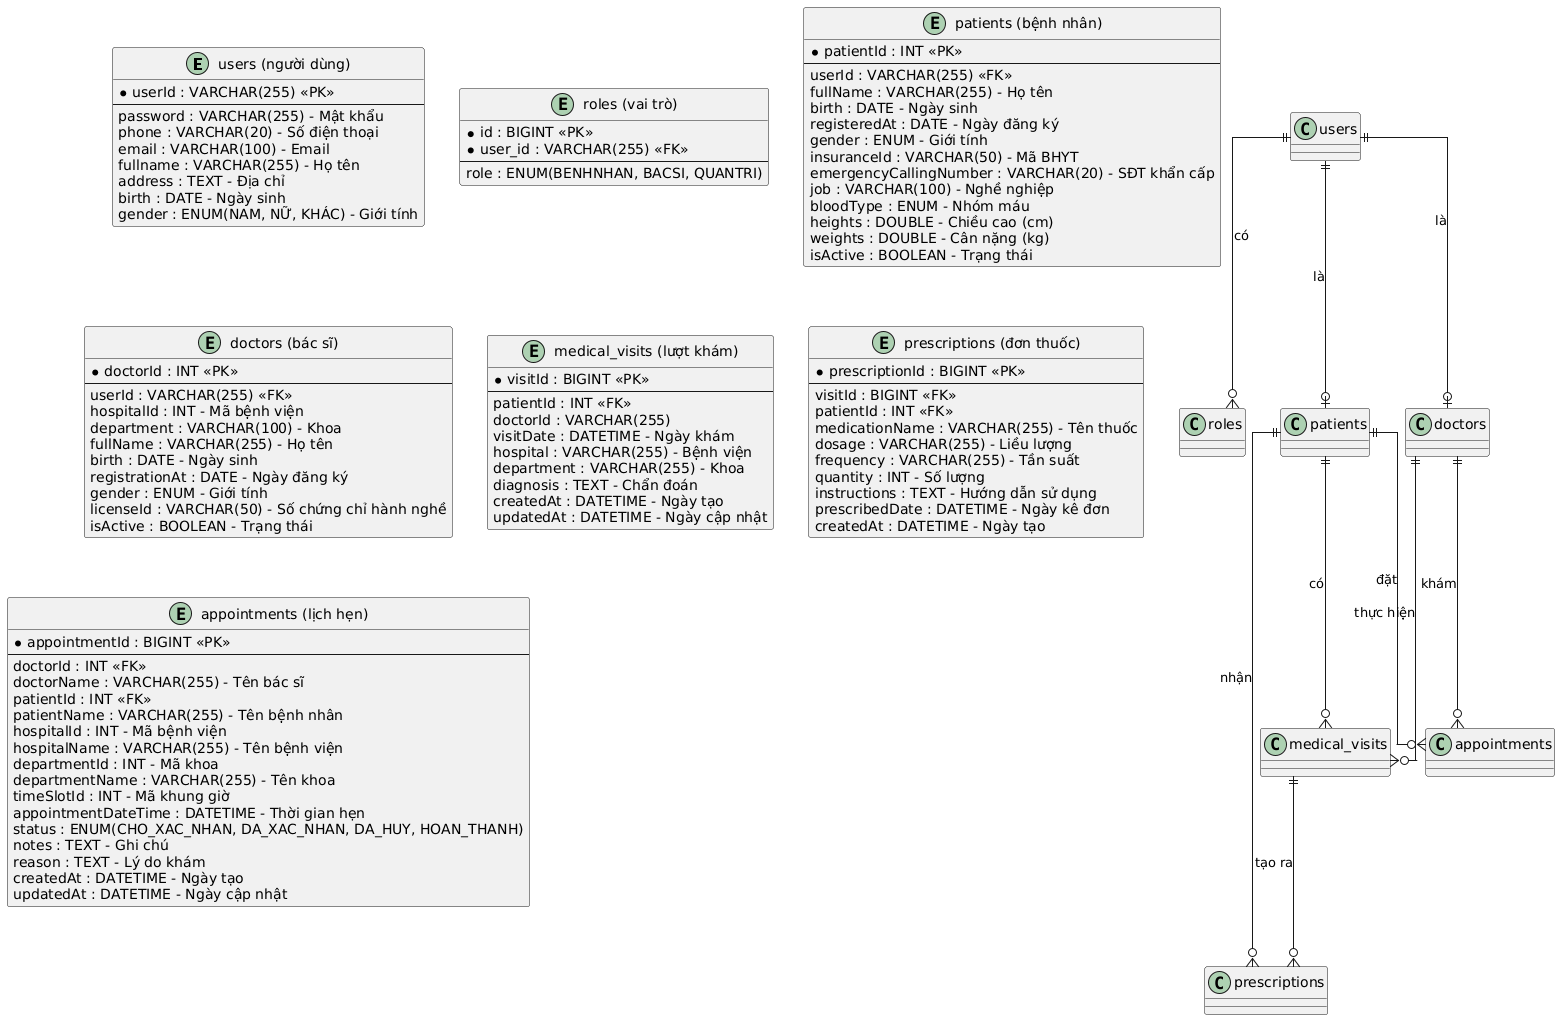 E users (người dùng)
* userId : VARCHAR(255) «PK»
password : VARCHAR(255) - Mật khẩu
phone : VARCHAR(20) - Số điện thoại
email : VARCHAR(100) - Email
fullname : VARCHAR(255) - Họ tên
address : TEXT - Địa chỉ
birth : DATE - Ngày sinh
gender : ENUM(NAM, NỮ, KHÁC) - Giới tính
E roles (vai trò)
* id : BIGINT «PK»
* user_id : VARCHAR(255) «FK»
role : ENUM(BENHNHAN, BACSI, QUANTRI)
E patients (bệnh nhân)
* patientId : INT «PK»
userId : VARCHAR(255) «FK»
fullName : VARCHAR(255) - Họ tên
birth : DATE - Ngày sinh
registeredAt : DATE - Ngày đăng ký
gender : ENUM - Giới tính
insuranceId : VARCHAR(50) - Mã BHYT
emergencyCallingNumber : VARCHAR(20) - SĐT khẩn cấp
job : VARCHAR(100) - Nghề nghiệp
bloodType : ENUM - Nhóm máu
heights : DOUBLE - Chiều cao (cm)
weights : DOUBLE - Cân nặng (kg)
isActive : BOOLEAN - Trạng thái
E doctors (bác sĩ)
* doctorId : INT «PK»
userId : VARCHAR(255) «FK»
hospitalId : INT - Mã bệnh viện
department : VARCHAR(100) - Khoa
fullName : VARCHAR(255) - Họ tên
birth : DATE - Ngày sinh
registrationAt : DATE - Ngày đăng ký
gender : ENUM - Giới tính
licenseId : VARCHAR(50) - Số chứng chỉ hành nghề
isActive : BOOLEAN - Trạng thái
E medical_visits (lượt khám)
* visitId : BIGINT «PK»
patientId : INT «FK»
doctorId : VARCHAR(255)
visitDate : DATETIME - Ngày khám
hospital : VARCHAR(255) - Bệnh viện
department : VARCHAR(255) - Khoa
diagnosis : TEXT - Chẩn đoán
createdAt : DATETIME - Ngày tạo
updatedAt : DATETIME - Ngày cập nhật
E prescriptions (đơn thuốc)
* prescriptionId : BIGINT «PK»
visitId : BIGINT «FK»
patientId : INT «FK»
medicationName : VARCHAR(255) - Tên thuốc
dosage : VARCHAR(255) - Liều lượng
frequency : VARCHAR(255) - Tần suất
quantity : INT - Số lượng
instructions : TEXT - Hướng dẫn sử dụng
prescribedDate : DATETIME - Ngày kê đơn
createdAt : DATETIME - Ngày tạo
E appointments (lịch hẹn)
* appointmentId : BIGINT «PK»
doctorId : INT «FK»
doctorName : VARCHAR(255) - Tên bác sĩ
patientId : INT «FK»
patientName : VARCHAR(255) - Tên bệnh nhân
hospitalId : INT - Mã bệnh viện
hospitalName : VARCHAR(255) - Tên bệnh viện
departmentId : INT - Mã khoa
departmentName : VARCHAR(255) - Tên khoa
timeSlotId : INT - Mã khung giờ
appointmentDateTime : DATETIME - Thời gian hẹn
status : ENUM(CHO_XAC_NHAN, DA_XAC_NHAN, DA_HUY, HOAN_THANH)
notes : TEXT - Ghi chú
reason : TEXT - Lý do khám
createdAt : DATETIME - Ngày tạo
updatedAt : DATETIME - Ngày cập nhật
C users
là
có
là
C roles
C patients
C doctors
có
đặt
khám
thực hiện
nhận
C medical_visits
C appointments
tạo ra
C prescriptions